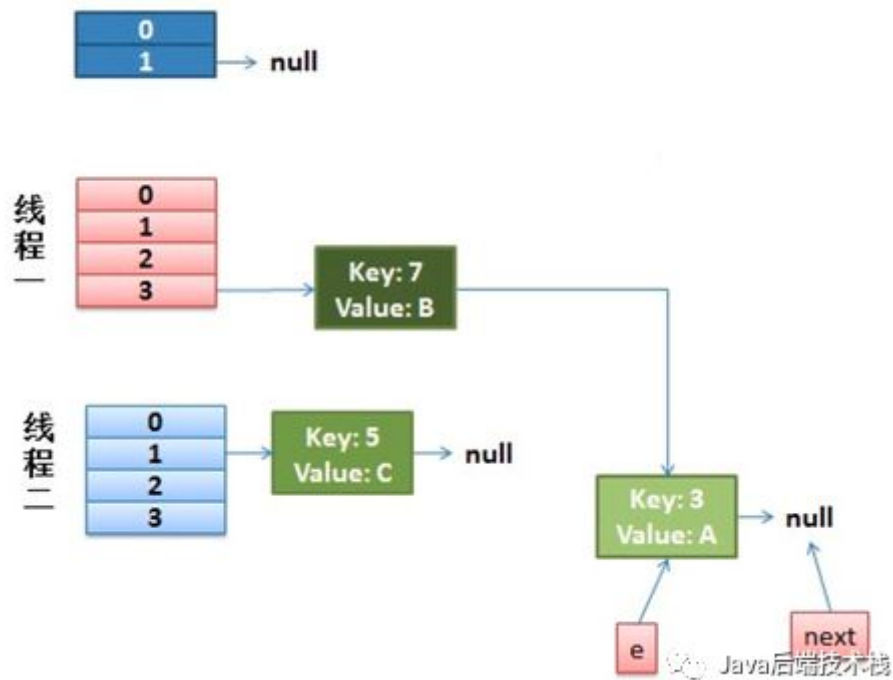 0
1
null
线程一
0
1
2
3
Key: 7
Value: B
线程二
0
1
2
3
Key: 5
Value: C
null
Key: 3
Value: A
null
e
next
Java后端技术栈